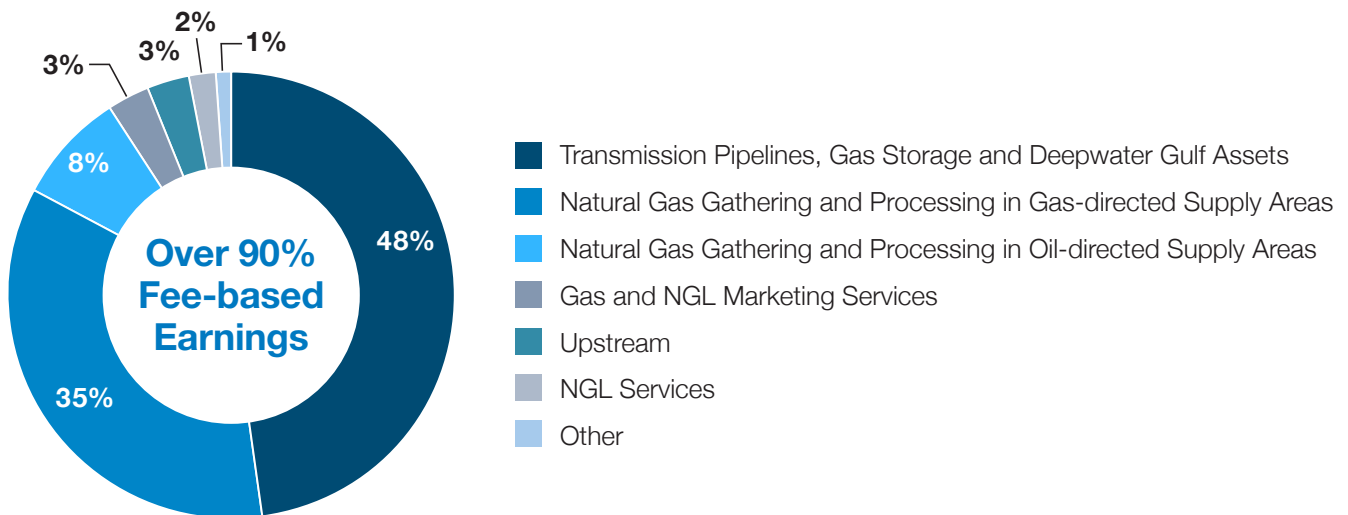 2%
1%
3%
3%
8%
48%
35%
Over 90%
Fee-based
Earnings
Transmission Pipelines, Gas Storage and Deepwater Gulf Assets
Natural Gas Gathering and Processing in Gas-directed Supply Areas
Natural Gas Gathering and Processing in Oil-directed Supply Areas
Gas and NGL Marketing Services
Upstream
NGL Services
Other